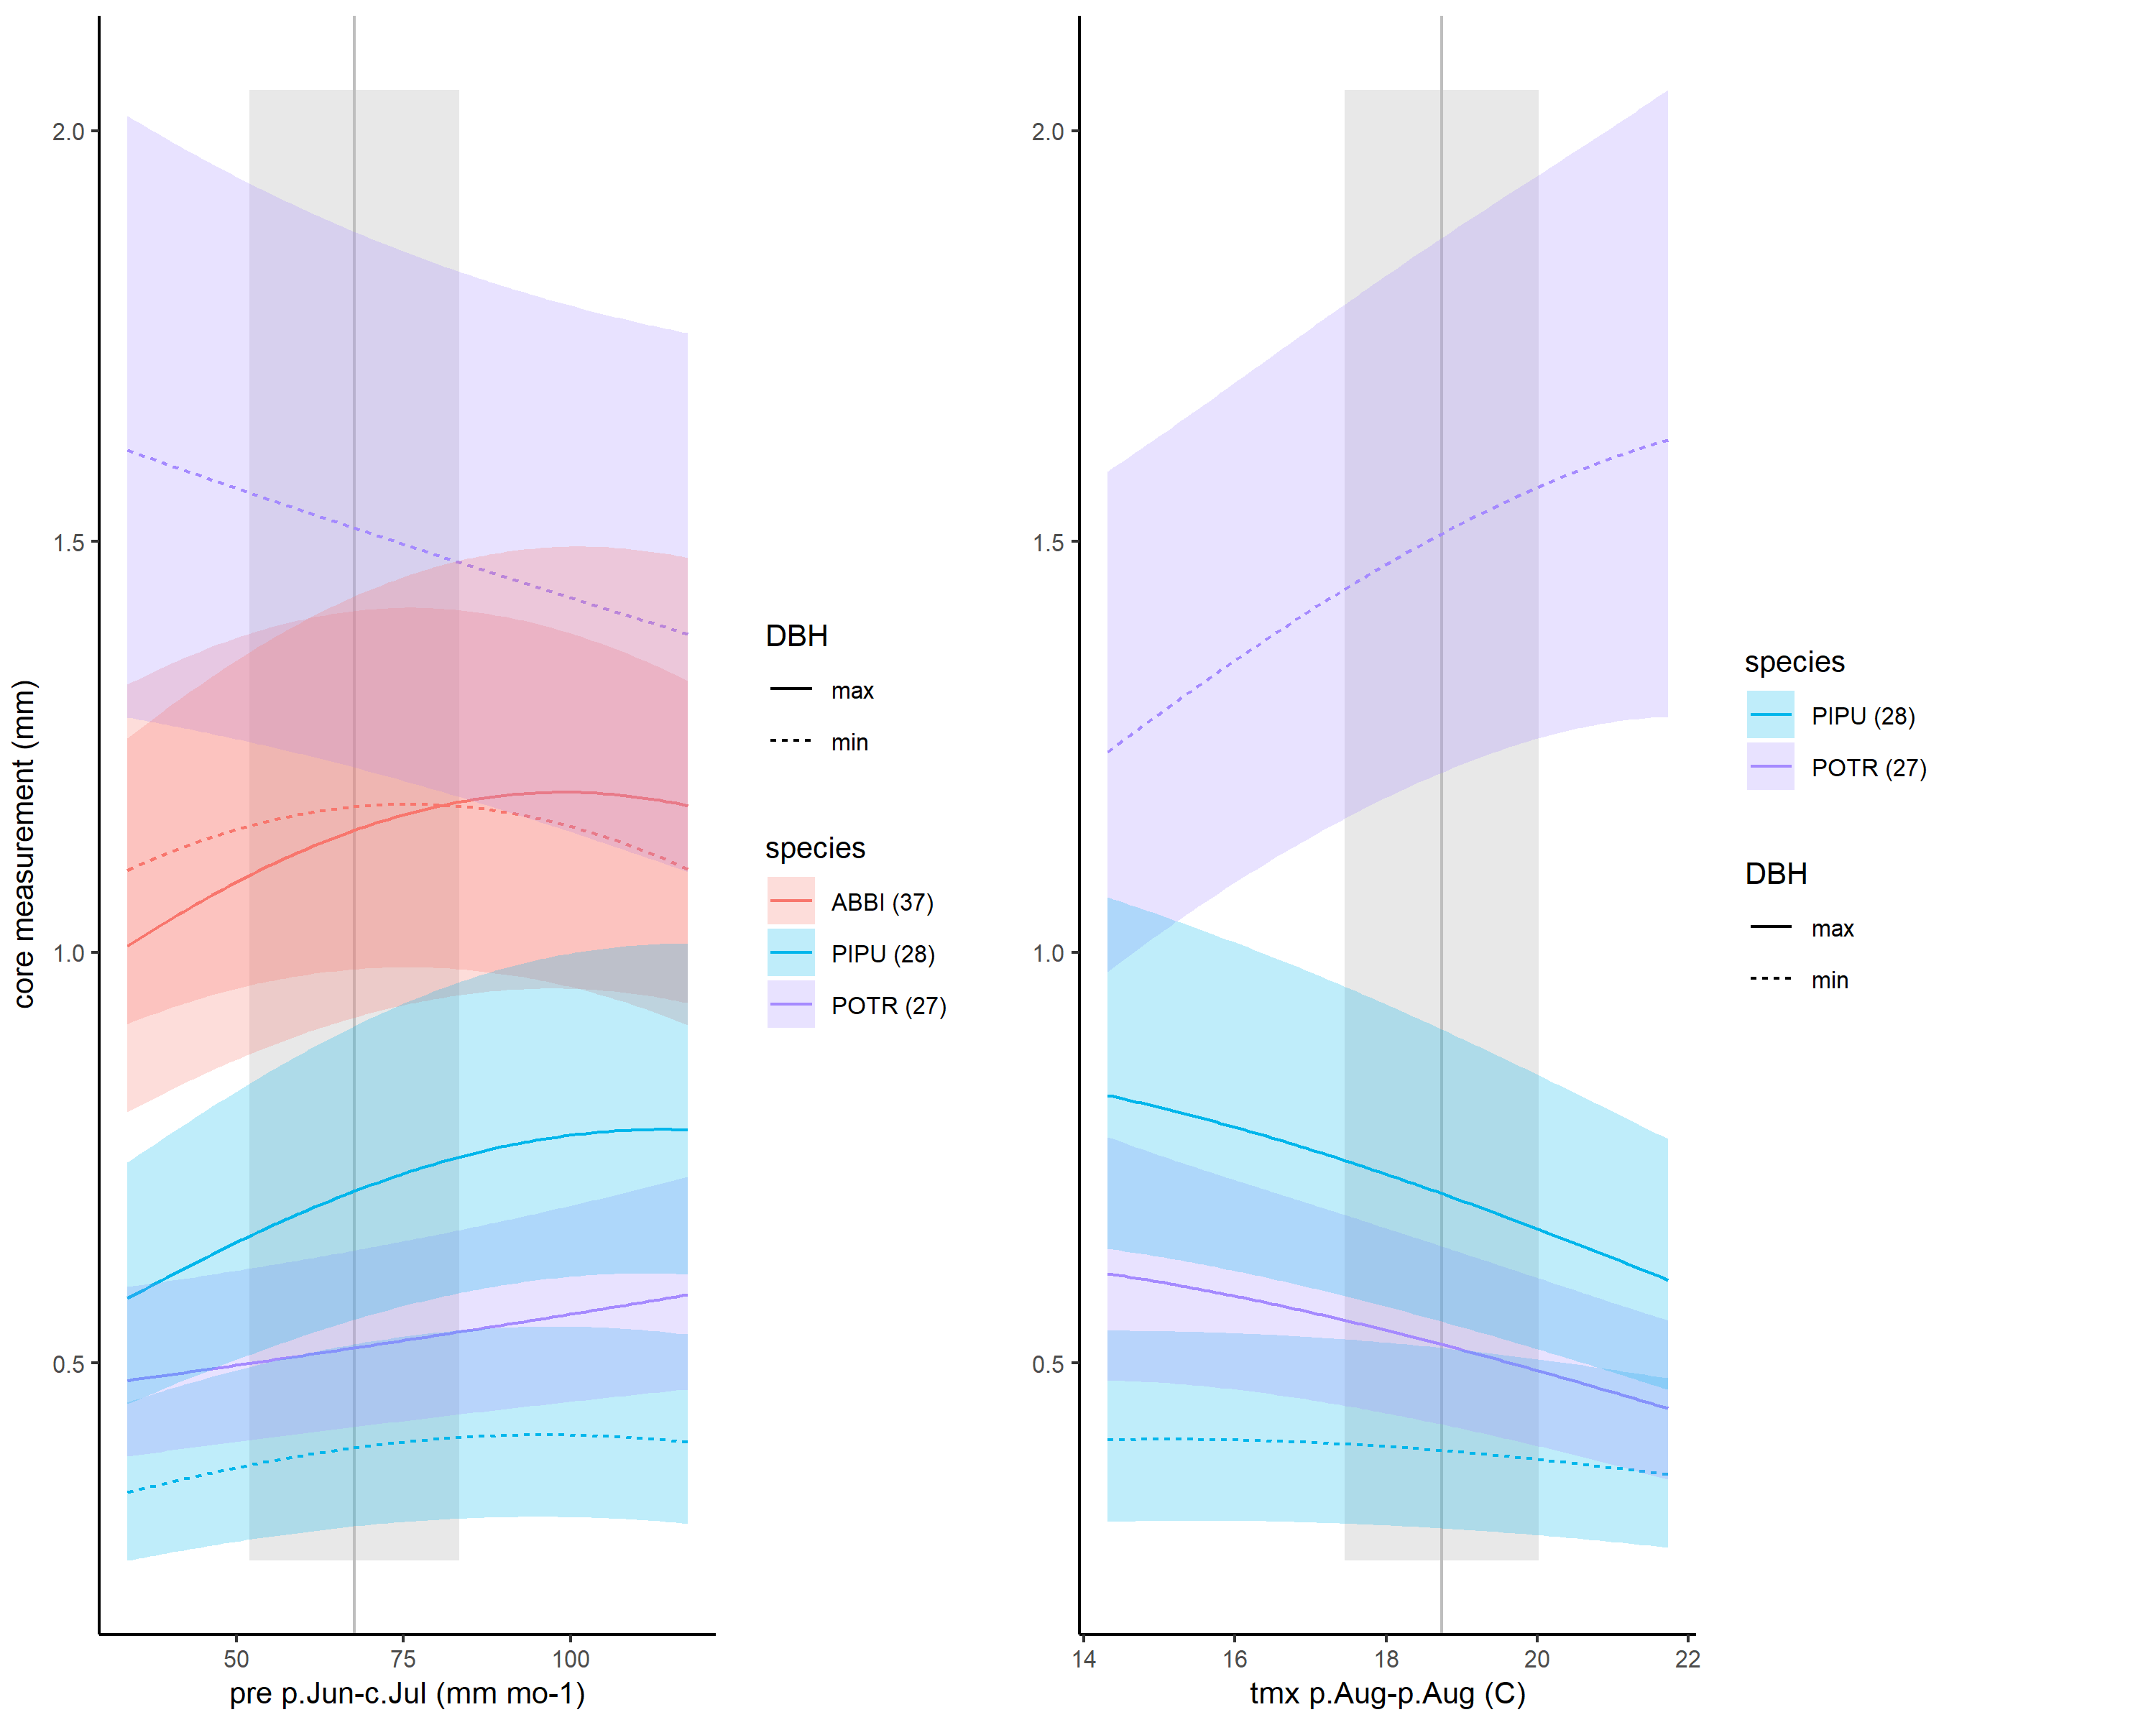 core measurement (mm)
2.0
1.5
1.0
0.5
50 75 100
pre p.Jun-c.Jul (mm mo-1)
DBH
max
min
species
ABBI (37)
PIPU (28)
POTR (27)
2.0
1.5
1.0
0.5
14 16 18 20 22
tmx p.Aug-p.Aug (C)
species
PIPU (28)
POTR (27)
DBH
max
min